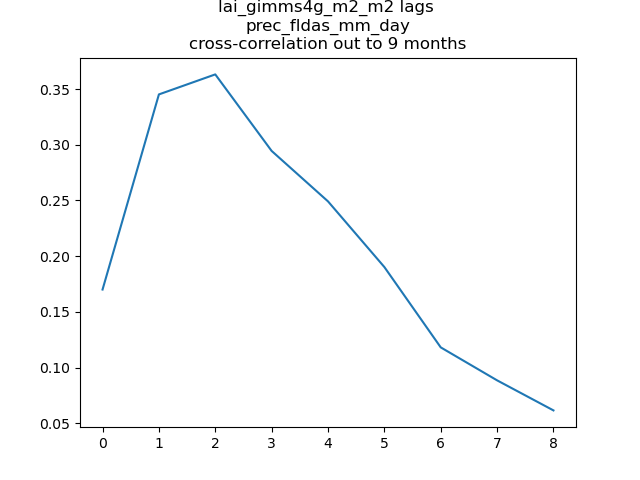 lai_gimms4g_m2_m2 lags
prec_fldas_mm_day
cross-correlation out to 9 months
0.35
0.30
0.25
0.20
0.15
0.10
0.05
0 1 2 3 4 5 6 7 8